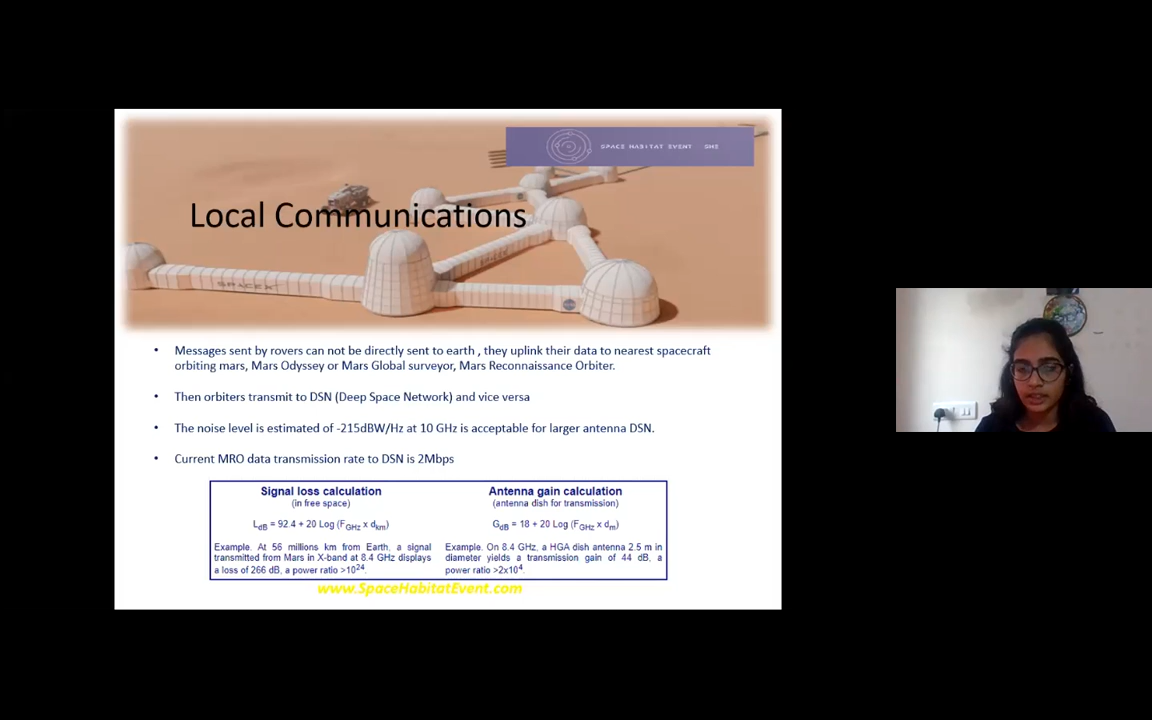 SPACE HABITAT EVENT SHE
Local Communications
SPACEX
• Messages sent by rovers can not be directly sent to earth , they uplink their data to nearest spacecraft
orbiting mars, Mars Odyssey or Mars Global surveyor, Mars Reconnaissance Orbiter.
• Then orbiters transmit to DSN (Deep Space Network) and vice versa
• The noise level is estimated of -215dBW/Hz at 10 GHz is acceptable for larger antenna DSN.
• Current MRO data transmission rate to DSN is 2Mbps
Signal loss calculation
(in free space)
LdB = 92.4 + 20 Log (FGHz x dkm)
Example. At 56 millions km from Earth, a signal
transmitted from Mars in X-band at 8.4 GHz displays
a loss of 266 dB, a power ratio >10²⁴.
Antenna gain calculation
(antenna dish for transmission)
GdB = 18 + 20 Log (FGHz x dm)
Example. On 8.4 GHz, a HGA dish antenna 2.5 m in
diameter yields a transmission gain of 44 dB, a
power ratio >2x10⁴.
www.SpaceHabitatEvent.com